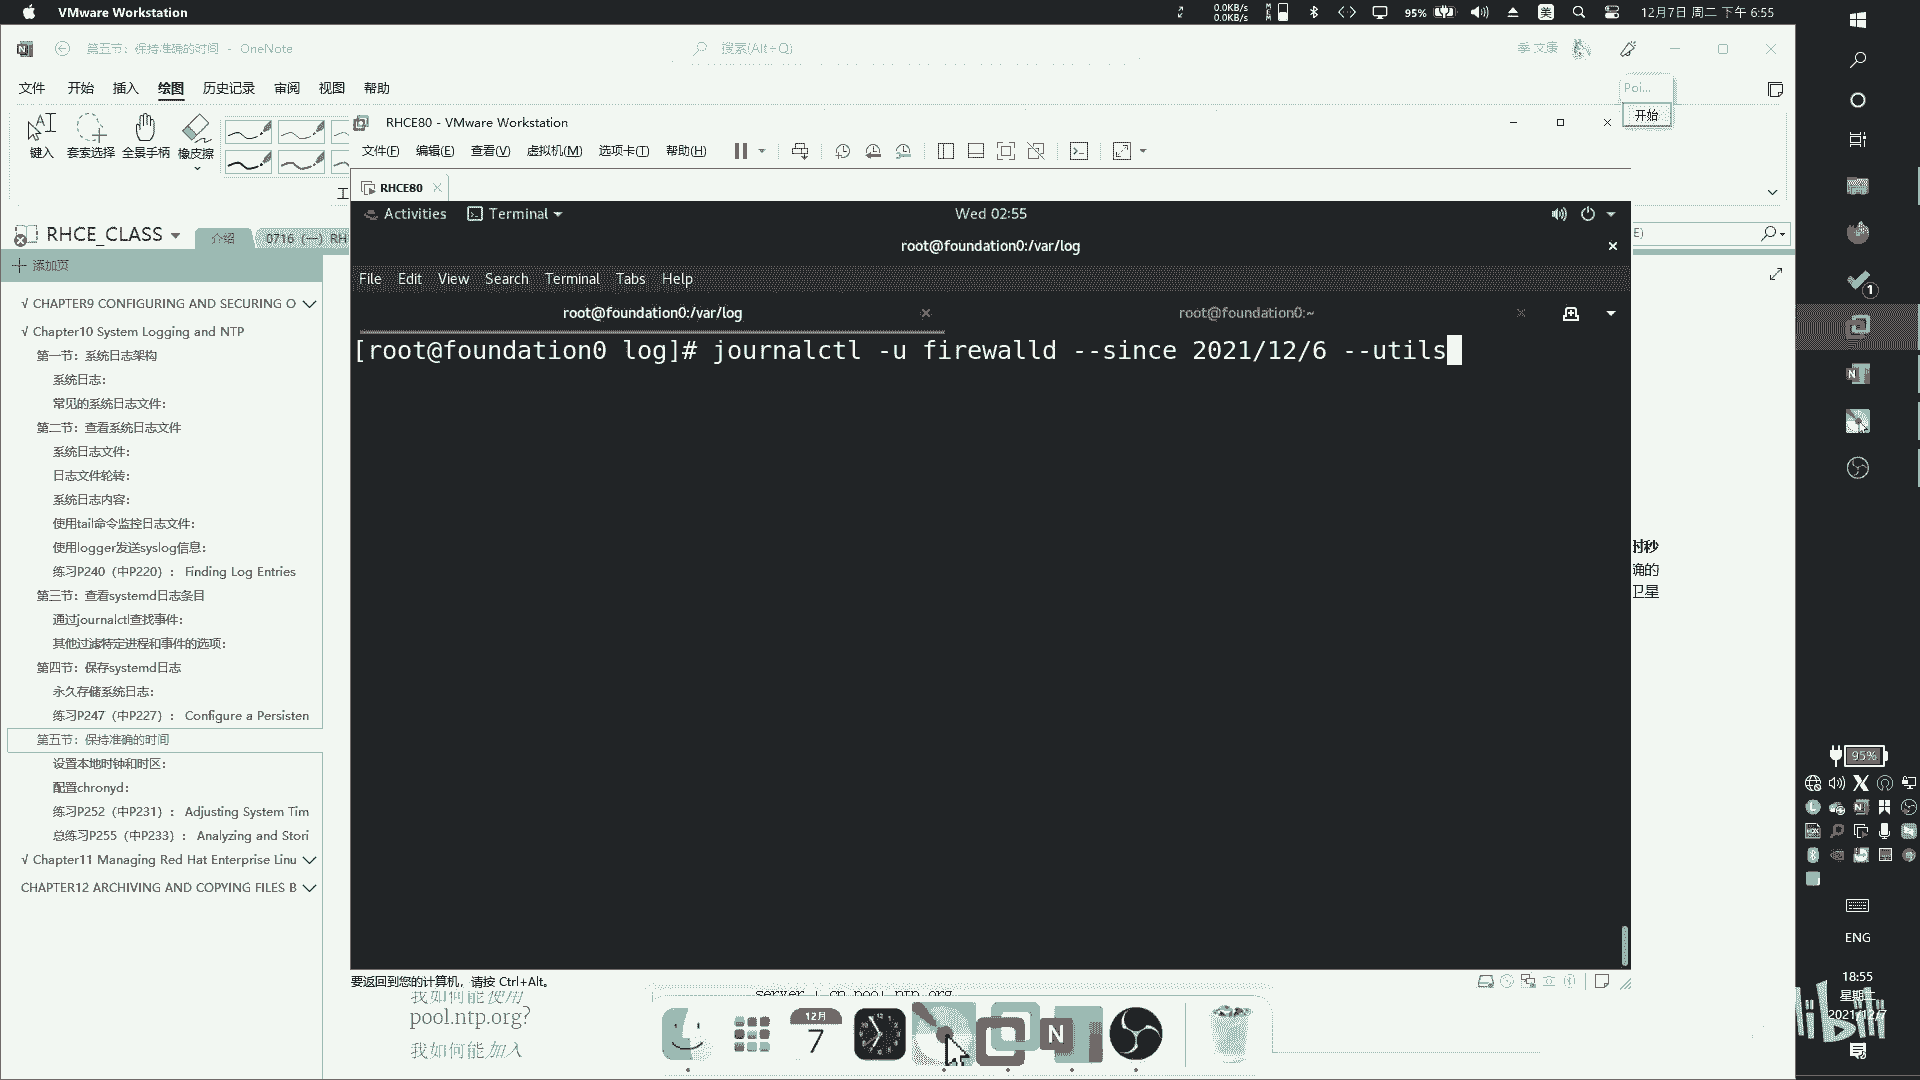 VMware Workstation
0.0KB/s
0.0KB/s
95%
美
12月7日 周二 下午 6:55
第五节：保持准确的时间 - OneNote
搜索(Alt+Q)
季 文康
文件 开始 插入 绘图 历史记录 审阅 视图 帮助
Poi...
开始
键入 套索选择 全景手柄 橡皮擦
工
RHCE80 - VMware Workstation
文件(F) 编辑(E) 查看(V) 虚拟机(M) 选项卡(T) 帮助(H)
RHCE80
Activities Terminal
Wed 02:55
root@foundation0:/var/log
File Edit View Search Terminal Tabs Help
root@foundation0:/var/log
root@foundation0:~
[root@foundation0 log]# journalctl -u firewalld --since 2021/12/6 --utils
RHCE_CLASS
介绍
0716 (一) RH
E)
添加页
√ CHAPTER9 CONFIGURING AND SECURING O
√ Chapter10 System Logging and NTP
第一节：系统日志架构
系统日志：
常见的系统日志文件：
第二节：查看系统日志文件
系统日志文件：
日志文件轮转：
系统日志内容：
使用tail命令监控日志文件：
使用logger发送syslog信息：
练习P240（中P220）： Finding Log Entries
第三节：查看systemd日志条目
通过journalctl查找事件：
其他过滤特定进程和事件的选项：
第四节：保存systemd日志
永久存储系统日志：
练习P247（中P227）： Configure a Persisten
第五节：保持准确的时间
设置本地时钟和时区：
配置chronyd：
练习P252（中P231）： Adjusting System Tim
总练习P255（中P233）： Analyzing and Stori
√ Chapter11 Managing Red Hat Enterprise Linu
CHAPTER12 ARCHIVING AND COPYING FILES B
时秒
确的
卫星
要返回到您的计算机，请按 Ctrl+Alt。
我如何能使用
pool.ntp.org?
我如何能加入
12月
7
N
1
95%
ENG
18:55
星期二
2021/12/7